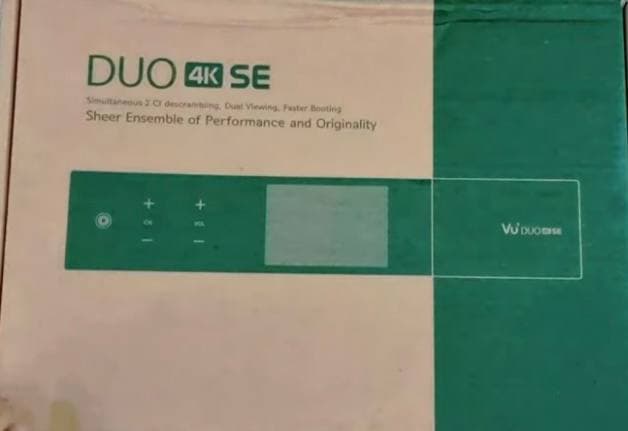 DUO 4K SE
Simultaneous 2 CI descrambling, Dual Viewing, Faster Booting
Sheer Ensemble of Performance and Originality
+ +
CH VOL
— —
Vu+ DUO 4K SE